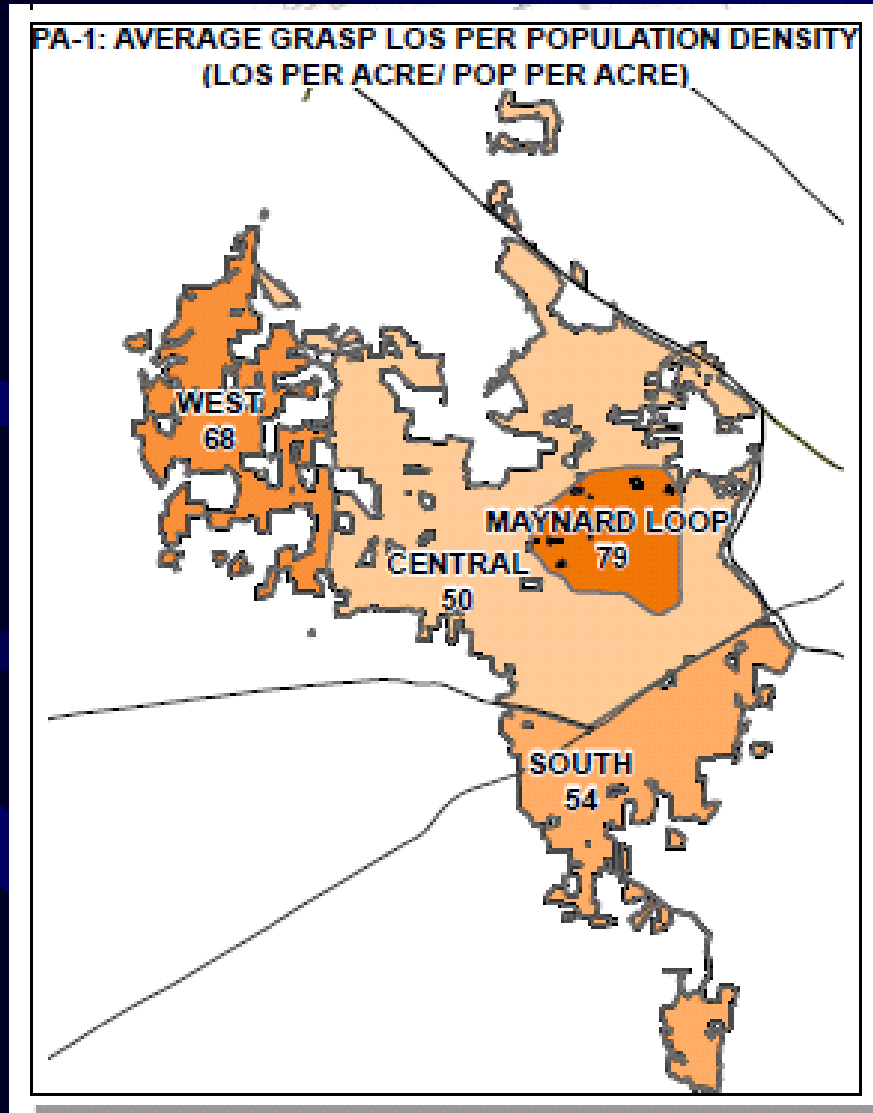 PA-1: AVERAGE GRASP LOS PER POPULATION DENSITY
(LOS PER ACRE/ POP PER ACRE)
WEST
68
MAYNARD LOOP
79
CENTRAL
50
SOUTH
54